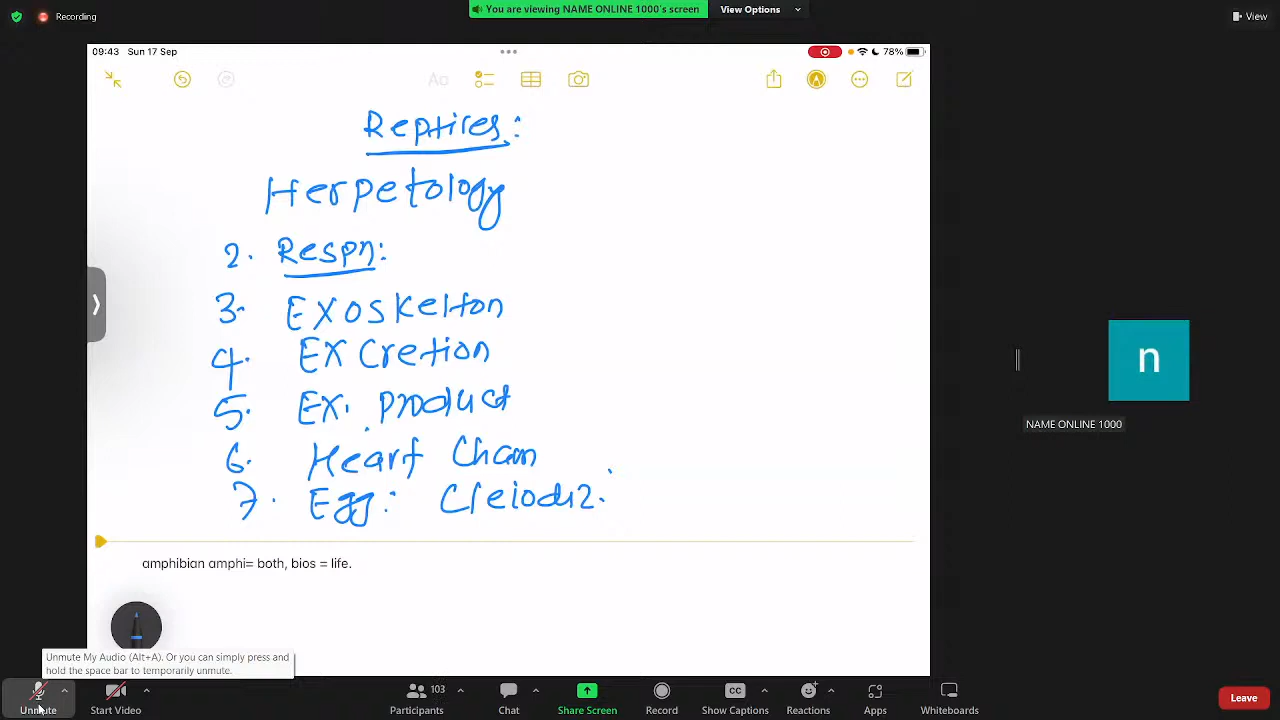 Recording
You are viewing NAME ONLINE 1000's screen
View Options
View
09:43 Sun 17 Sep
78%
Aa
Reptires:
Herpetology
2. Respn:
3. Exoskelton
4. Excretion
5. Ex. product
6. Heart Cham
7. Egg:
amphibian amphi= both, bios = life.
n
NAME ONLINE 1000
Unmute My Audio (Alt+A). Or you can simply press and
hold the space bar to temporarily unmute.
Unmute
Start Video
103
Participants
Chat
Share Screen
Record
CC
Show Captions
Reactions
Apps
Whiteboards
Leave